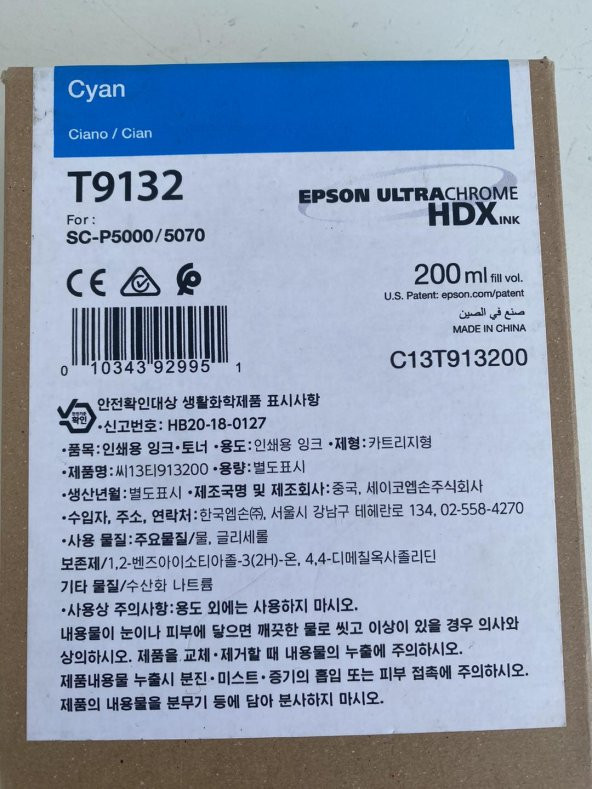 Cyan
Ciano / Cian
T9132
For :
SC-P5000/5070
EPSON ULTRACHROME
HDX INK
200 ml fill vol.
U.S. Patent: epson.com/patent
صنع في الصين
MADE IN CHINA
C13T913200
0 10343 92995 1
안전확인대상 생활화학제품 표시사항
확인
·신고번호: HB20-18-0127
·품목:인쇄용 잉크·토너 ·용도:인쇄용 잉크 ·제형:카트리지형
·제품명:씨13티913200 ·용량:별도표시
·생산년월:별도표시 ·제조국명 및 제조회사:중국, 세이코엡손주식회사
·수입자, 주소, 연락처:한국엡손㈜, 서울시 강남구 테헤란로 134, 02-558-4270
·사용 물질:주요물질/물, 글리세롤
보존제/1,2-벤즈아이소티아졸-3(2H)-온, 4,4-디메칠옥사졸리딘
기타 물질/수산화 나트륨
·사용상 주의사항:용도 외에는 사용하지 마시오.
내용물이 눈이나 피부에 닿으면 깨끗한 물로 씻고 이상이 있을 경우 의사와
상의하시오. 제품을 교체·제거할 때 내용물의 누출에 주의하시오.
제품내용물 누출시 분진·미스트·증기의 흡입 또는 피부 접촉에 주의하시오.
제품의 내용물을 분무기 등에 담아 분사하지 마시오.